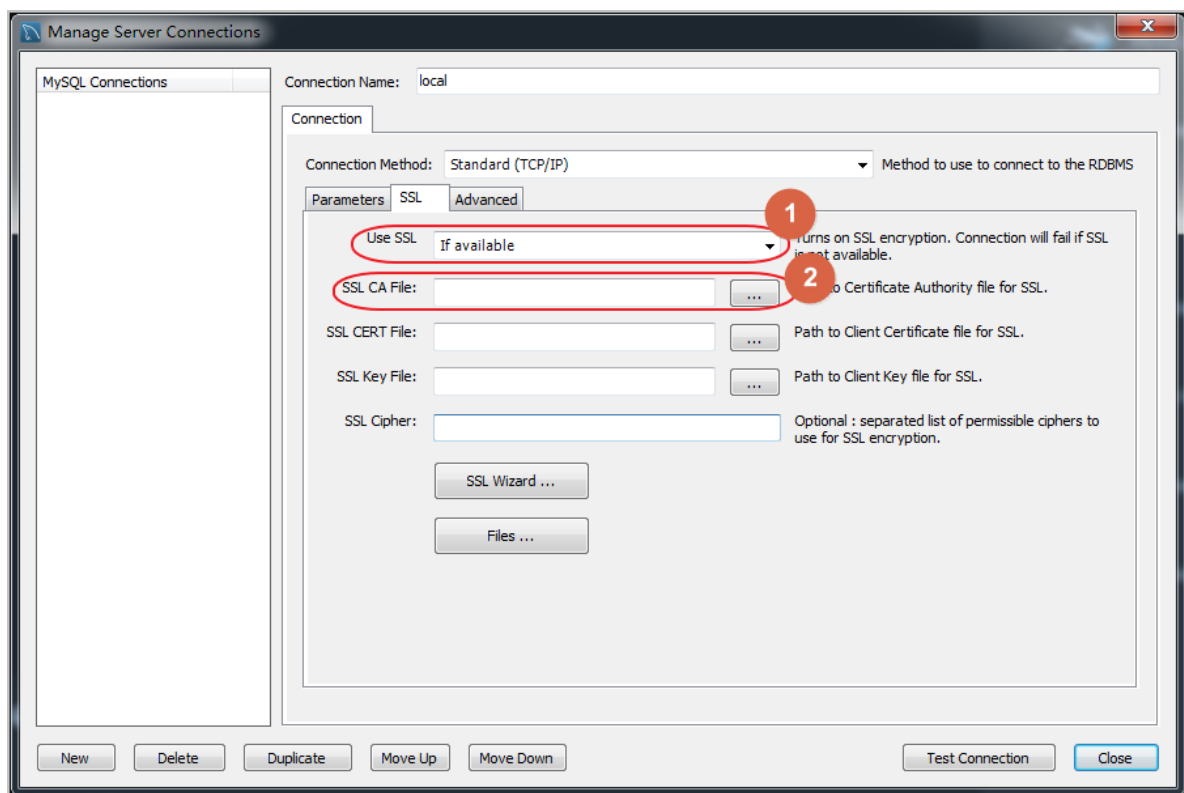 Manage Server Connections
MySQL Connections
Connection Name: local
Connection
Connection Method: Standard (TCP/IP) Method to use to connect to the RDBMS
Parameters SSL Advanced
1
Use SSL If available Turns on SSL encryption. Connection will fail if SSL
is not available.
2
SSL CA File: ... to Certificate Authority file for SSL.
SSL CERT File: ... Path to Client Certificate file for SSL.
SSL Key File: ... Path to Client Key file for SSL.
SSL Cipher: Optional : separated list of permissible ciphers to
use for SSL encryption.
SSL Wizard ...
Files ...
New Delete Duplicate Move Up Move Down Test Connection Close